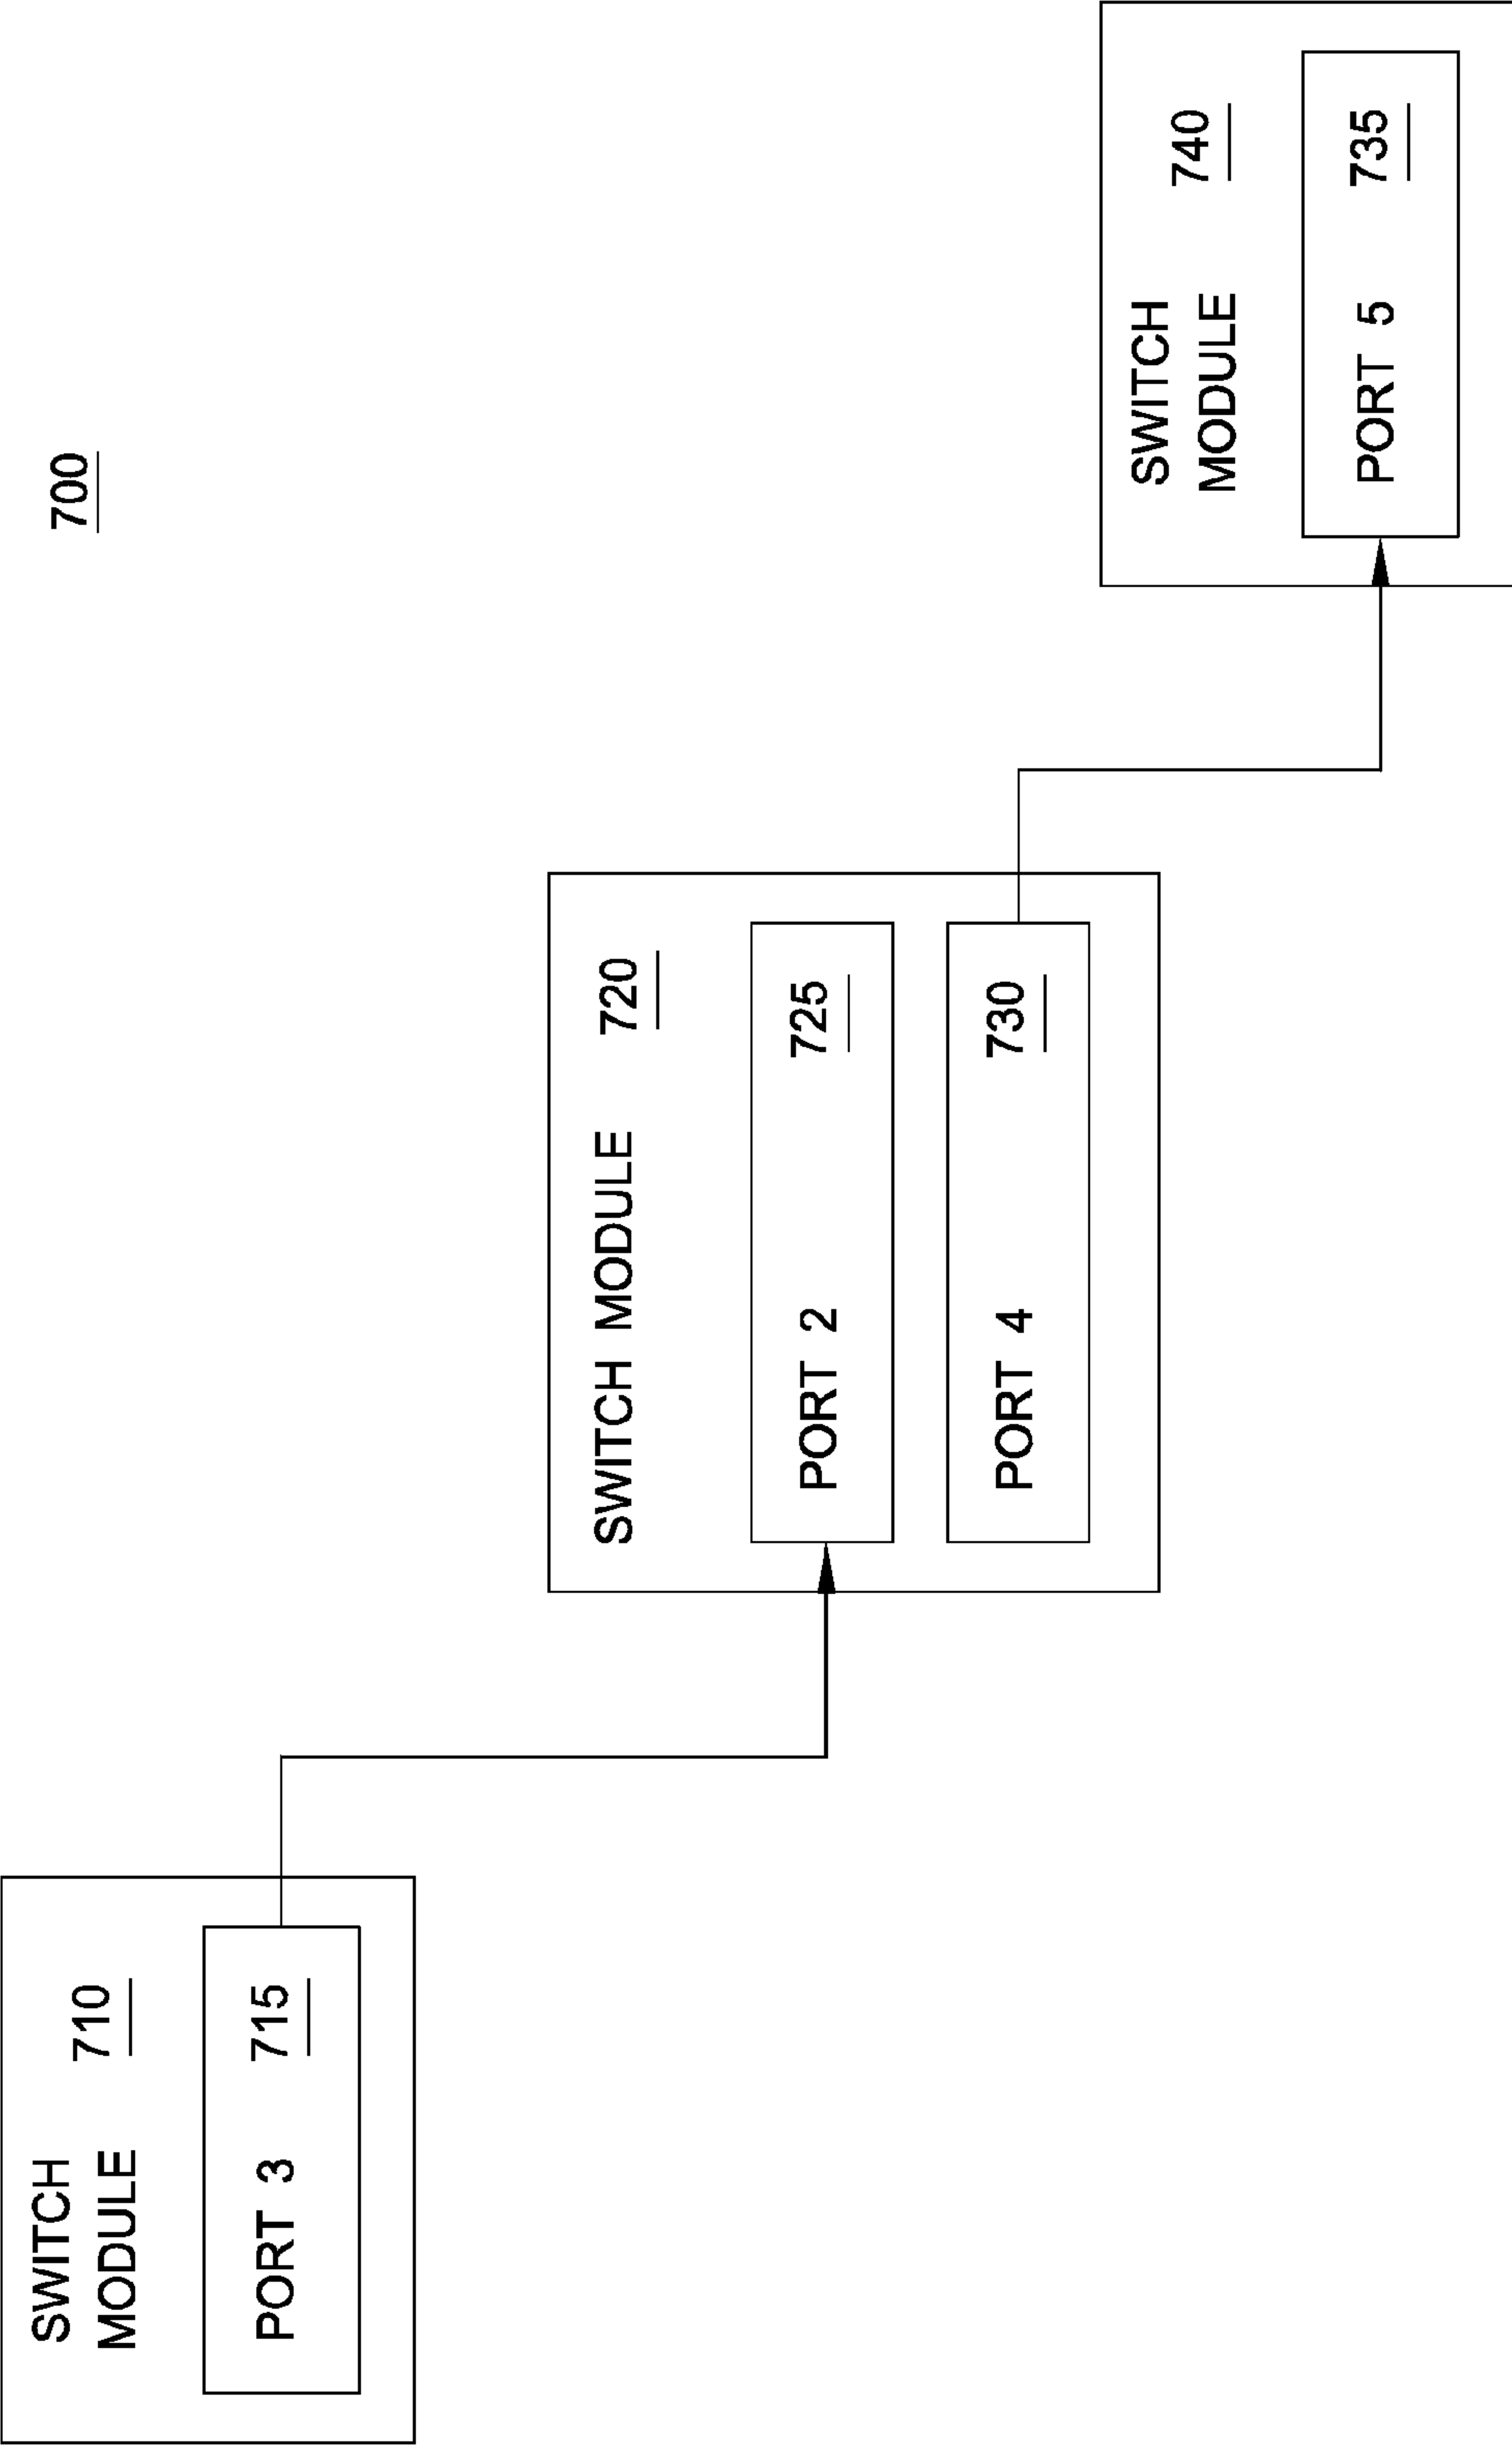 700
SWITCH
MODULE
710
PORT 3
715
SWITCH MODULE
720
PORT 2
725
PORT 4
730
SWITCH
MODULE
740
PORT 5
735